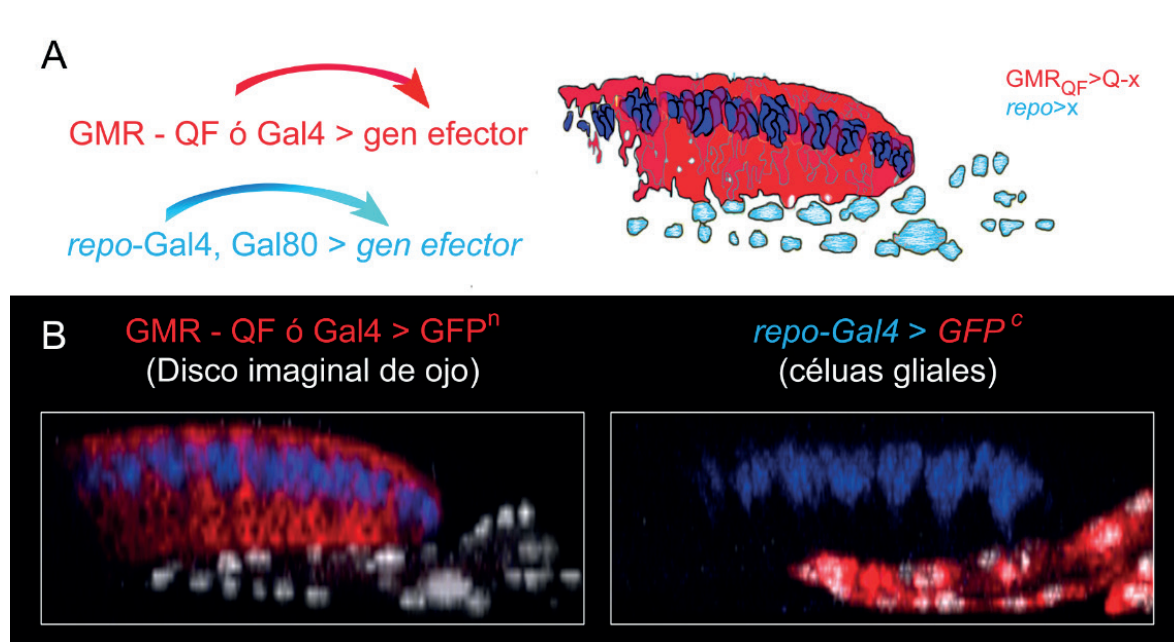 A
GMR - QF ó Gal4 > gen efector
repo-Gal4, Gal80 > gen efector
GMRQF>Q-x
repo>x
B
GMR - QF ó Gal4 > GFPn
(Disco imaginal de ojo)
repo-Gal4 > GFP c
(céluas gliales)